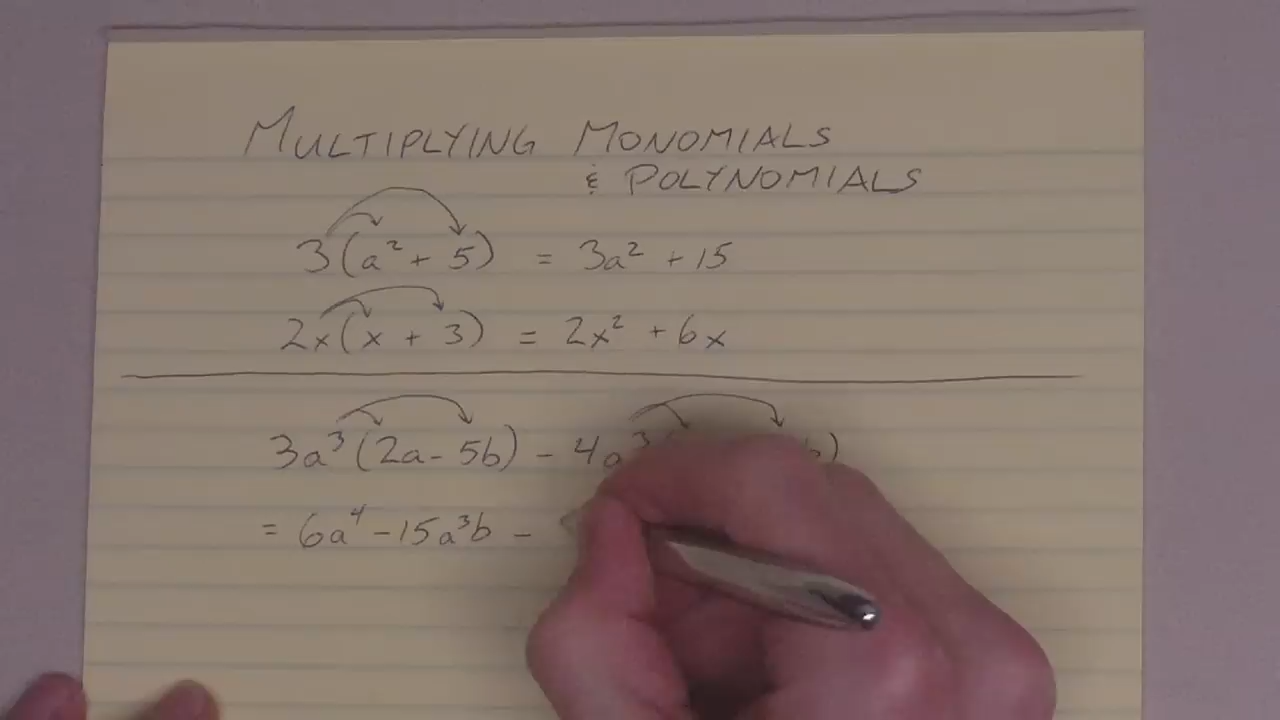 MULTIPLYING MONOMIALS
& POLYNOMIALS
3(a² + 5) = 3a² + 15
2x(x + 3) = 2x² + 6x
3a³(2a - 5b) - 4a³ b)
= 6a⁴ - 15a³b -